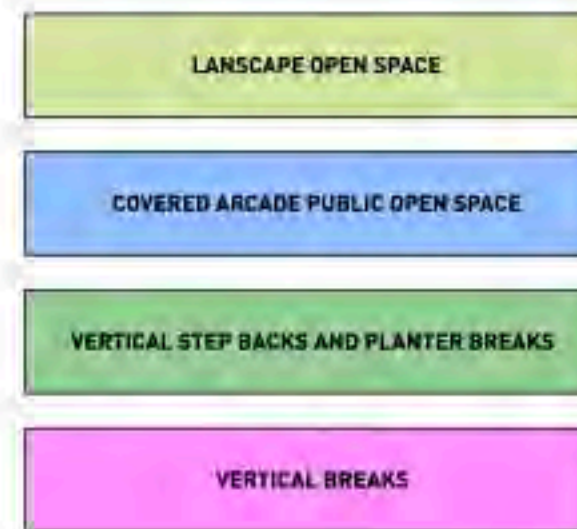 LANSCAPE OPEN SPACE
COVERED ARCADE PUBLIC OPEN SPACE
VERTICAL STEP BACKS AND PLANTER BREAKS
VERTICAL BREAKS